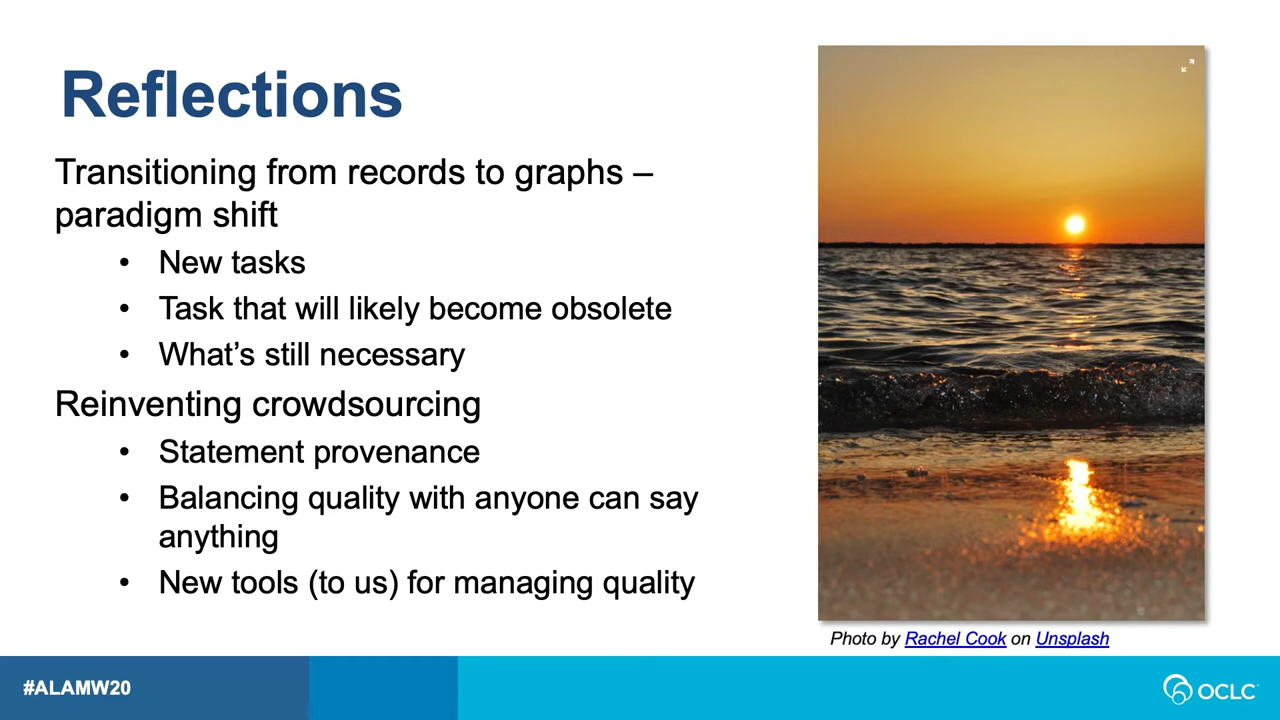 Reflections
Transitioning from records to graphs –
paradigm shift
• New tasks
• Task that will likely become obsolete
• What’s still necessary
Reinventing crowdsourcing
• Statement provenance
• Balancing quality with anyone can say
anything
• New tools (to us) for managing quality
Photo by Rachel Cook on Unsplash
#ALAMW20
OCLC